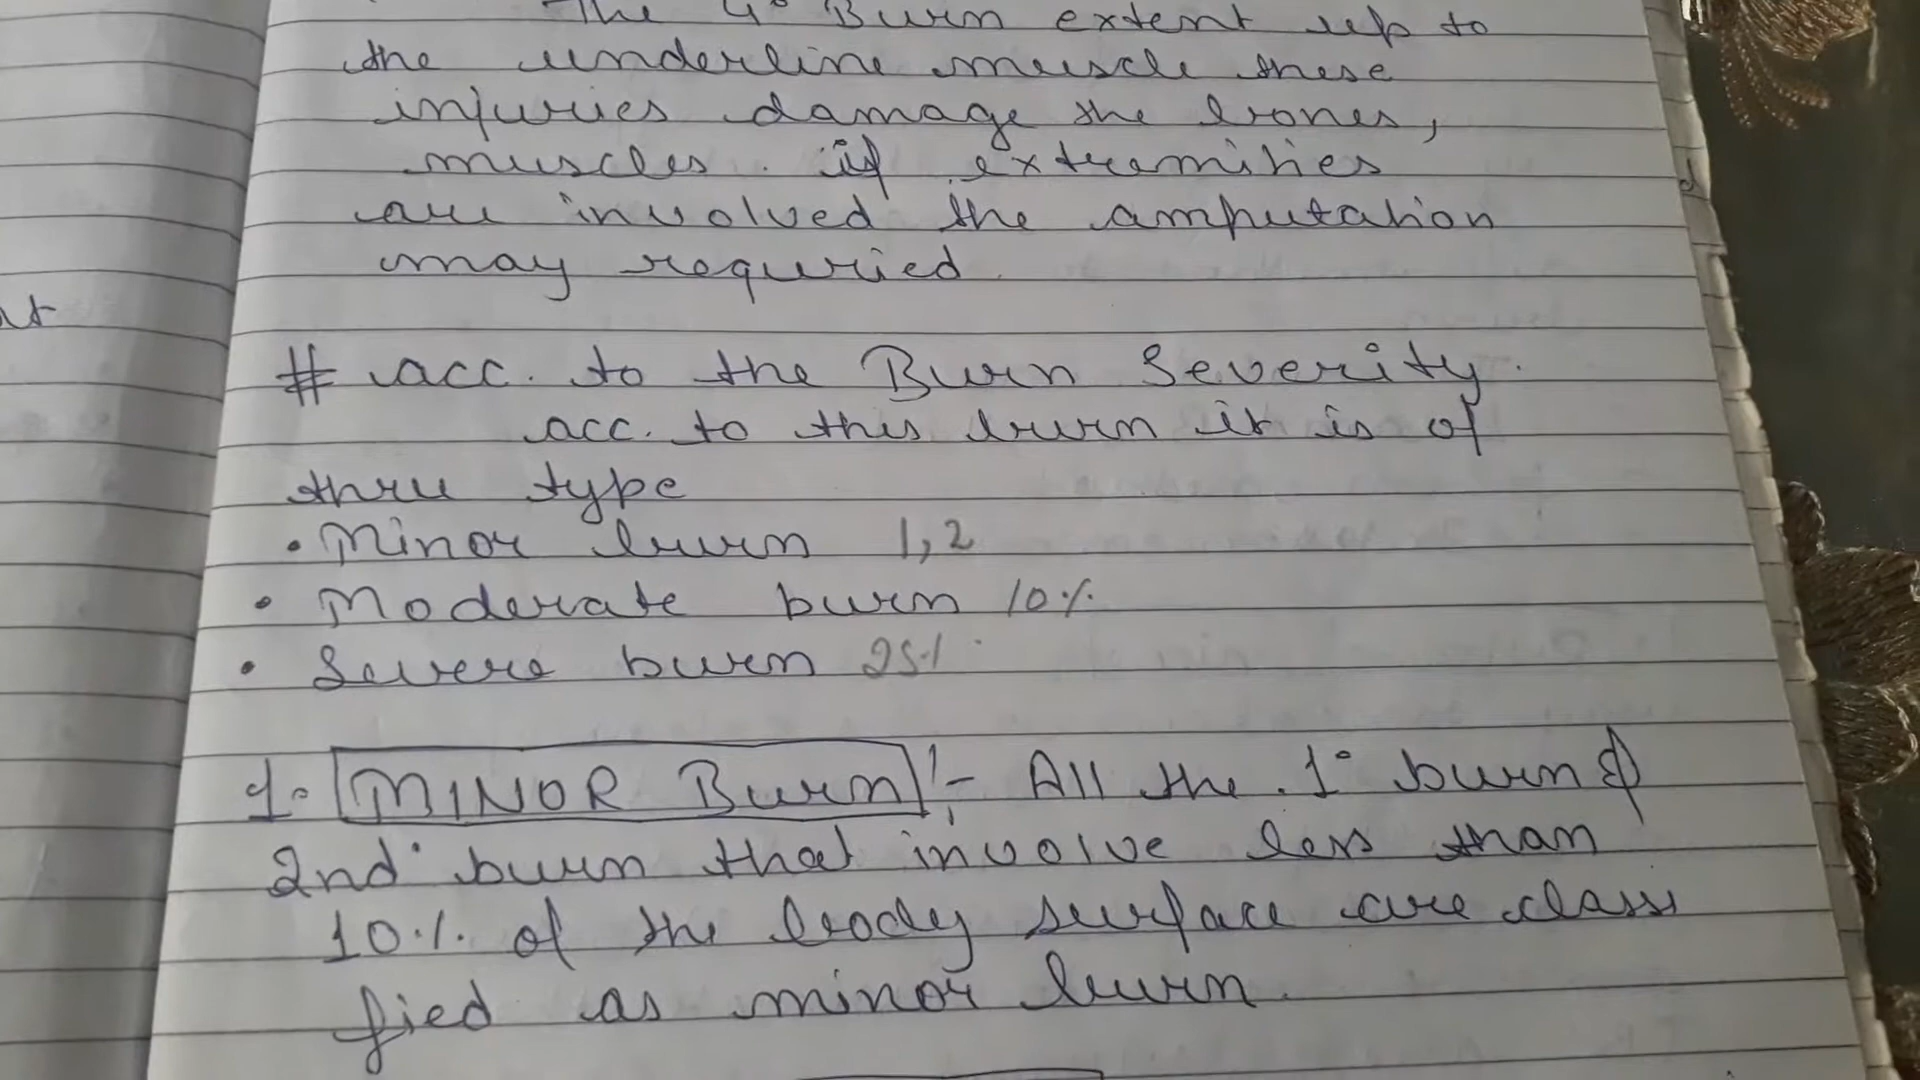 The 4° Burn extent up to
the underline muscle these
injuries damage the bones,
muscles. if extremities
are involved the amputation
may requried.
# acc. to the Burn Severity.
acc. to this burn it is of
three type
• Minor burn 1,2
• Moderate burn 10%
• Severe burn 25%
1. MINOR Burn :- All the 1° burn &
2nd° burn that involve less than
10% of the body surface are classi
fied as minor burn.